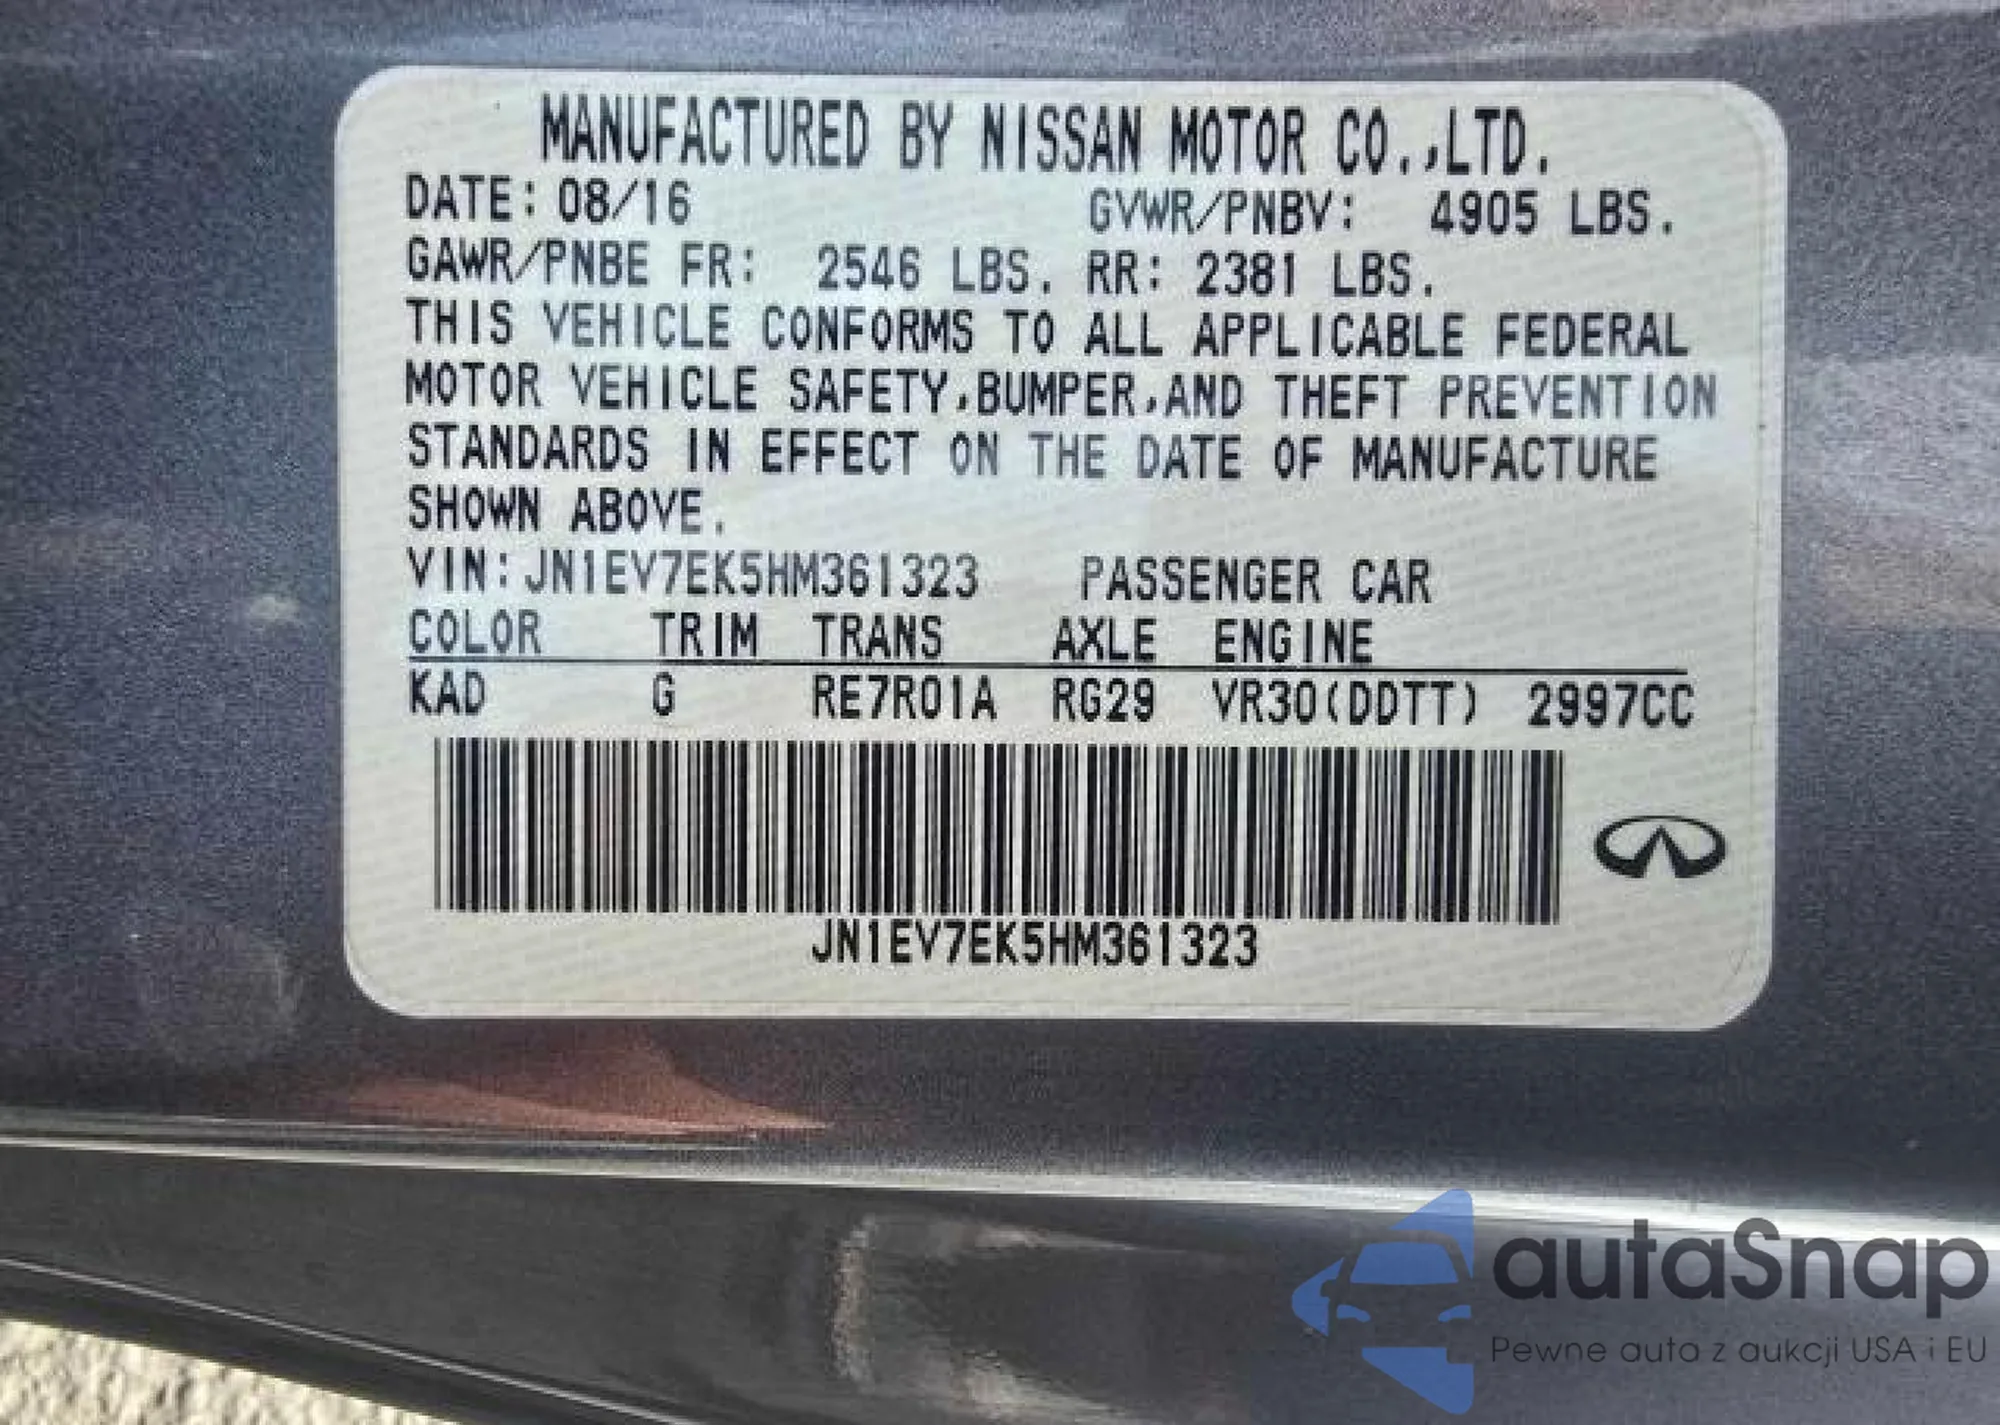 MANUFACTURED BY NISSAN MOTOR CO.,LTD.
DATE: 08/16 GVWR/PNBV: 4905 LBS.
GAWR/PNBE FR: 2546 LBS. RR: 2381 LBS.
THIS VEHICLE CONFORMS TO ALL APPLICABLE FEDERAL
MOTOR VEHICLE SAFETY,BUMPER,AND THEFT PREVENTION
STANDARDS IN EFFECT ON THE DATE OF MANUFACTURE
SHOWN ABOVE.
VIN:JN1EV7EK5HM361323 PASSENGER CAR
COLOR TRIM TRANS AXLE ENGINE
KAD G RE7R01A RG29 VR30(DDTT) 2997CC
JN1EV7EK5HM361323
autaSnap
Pewne auta z aukcji USA i EU